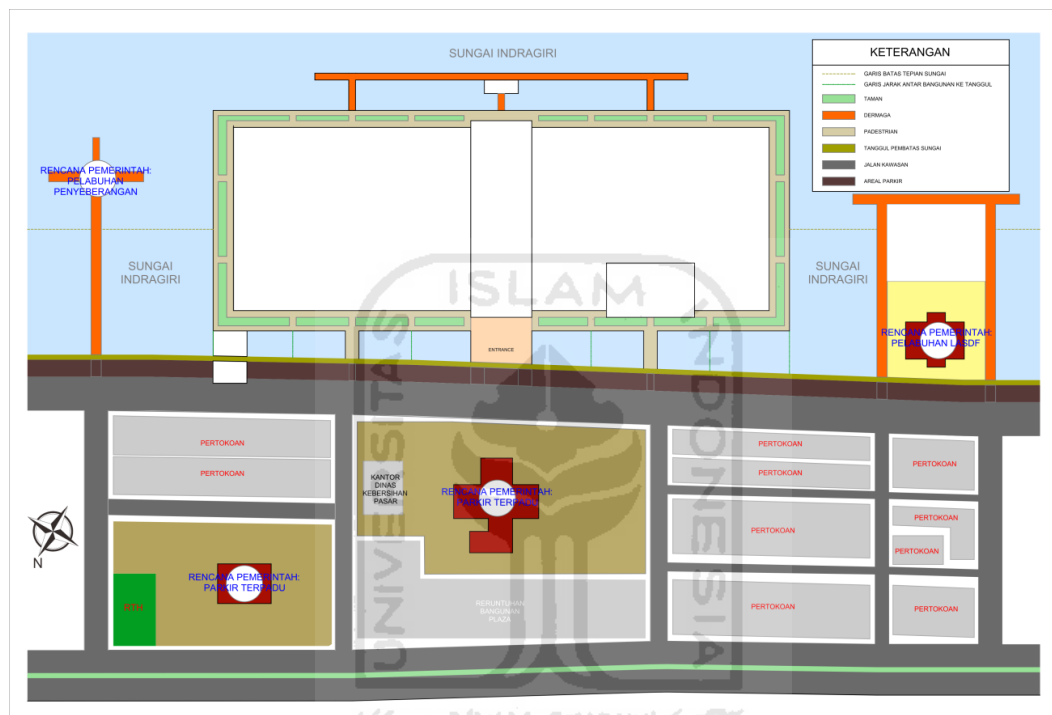 SUNGAI INDRAGIRI
KETERANGAN
GARIS BATAS TEPIAN SUNGAI
GARIS JARAK ANTAR BANGUNAN KE TANGGUL
TAMAN
DERMAGA
PADESTRIAN
TANGGUL PEMBATAS SUNGAI
JALAN KAWASAN
AREAL PARKIR
RENCANA PEMERINTAH:
PELABUHAN
PENYEBERANGAN
SUNGAI
INDRAGIRI
SUNGAI
INDRAGIRI
RENCANA PEMERINTAH:
PELABUHAN LASDF
ENTRANCE
PERTOKOAN
PERTOKOAN
KANTOR
DINAS
KEBERSIHAN
PASAR
RENCANA PEMERINTAH:
PARKIR TERPADU
PERTOKOAN
PERTOKOAN
PERTOKOAN
PERTOKOAN
PERTOKOAN
PERTOKOAN
N
RENCANA PEMERINTAH:
PARKIR TERPADU
RTH
RERUNTUHAN
BANGUNAN
PLAZA
PERTOKOAN
PERTOKOAN
UNIVERSITAS
ISLAM
INDONESIA